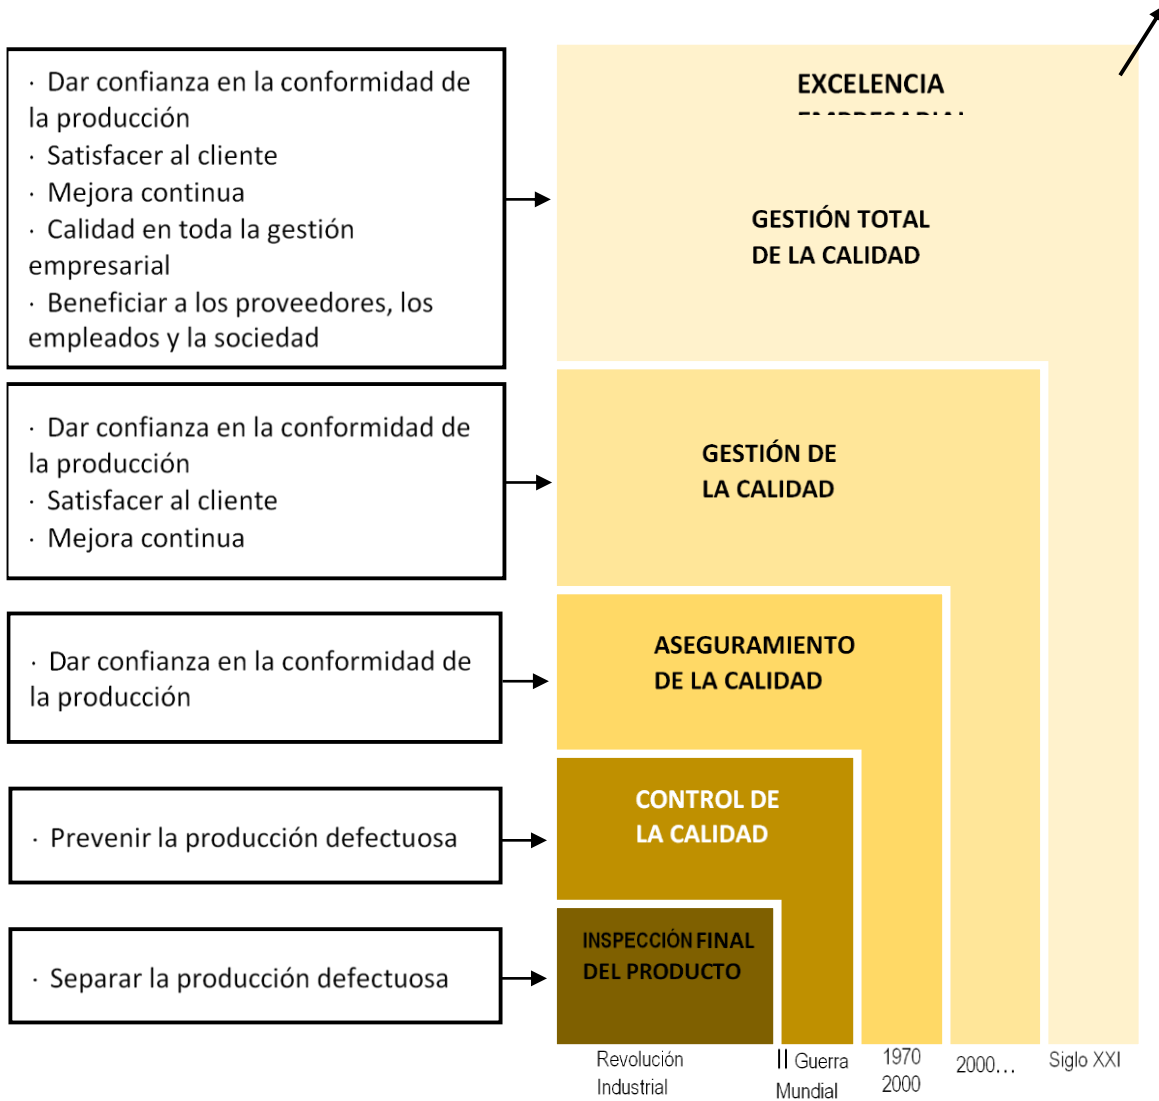 · Dar confianza en la conformidad de
la producción
· Satisfacer al cliente
· Mejora continua
· Calidad en toda la gestión
empresarial
· Beneficiar a los proveedores, los
empleados y la sociedad
EXCELENCIA
EMPRESARIAL
GESTIÓN TOTAL
DE LA CALIDAD
· Dar confianza en la conformidad de
la producción
· Satisfacer al cliente
· Mejora continua
GESTIÓN DE
LA CALIDAD
· Dar confianza en la conformidad de
la producción
ASEGURAMIENTO
DE LA CALIDAD
· Prevenir la producción defectuosa
CONTROL DE
LA CALIDAD
· Separar la producción defectuosa
INSPECCIÓN FINAL
DEL PRODUCTO
Revolución
Industrial
II Guerra
Mundial
1970
2000
2000...
Siglo XXI